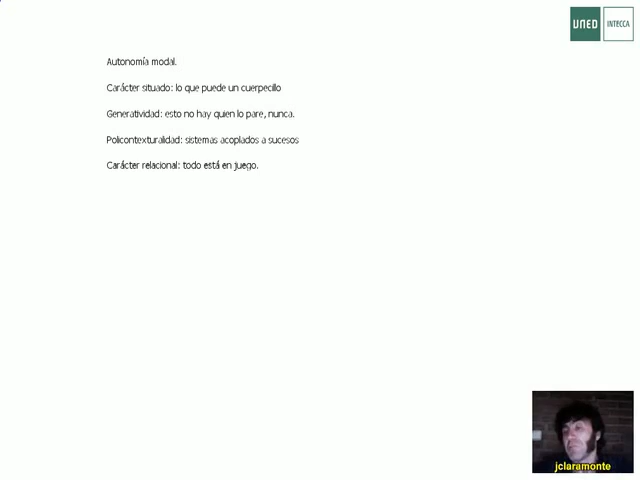 UNED
INTECCA
Autonomía modal.
Carácter situado: lo que puede un cuerpecillo
Generatividad: esto no hay quien lo pare, nunca.
Policontexturalidad: sistemas acoplados a sucesos
Carácter relacional: todo está en juego.
jclaramonte